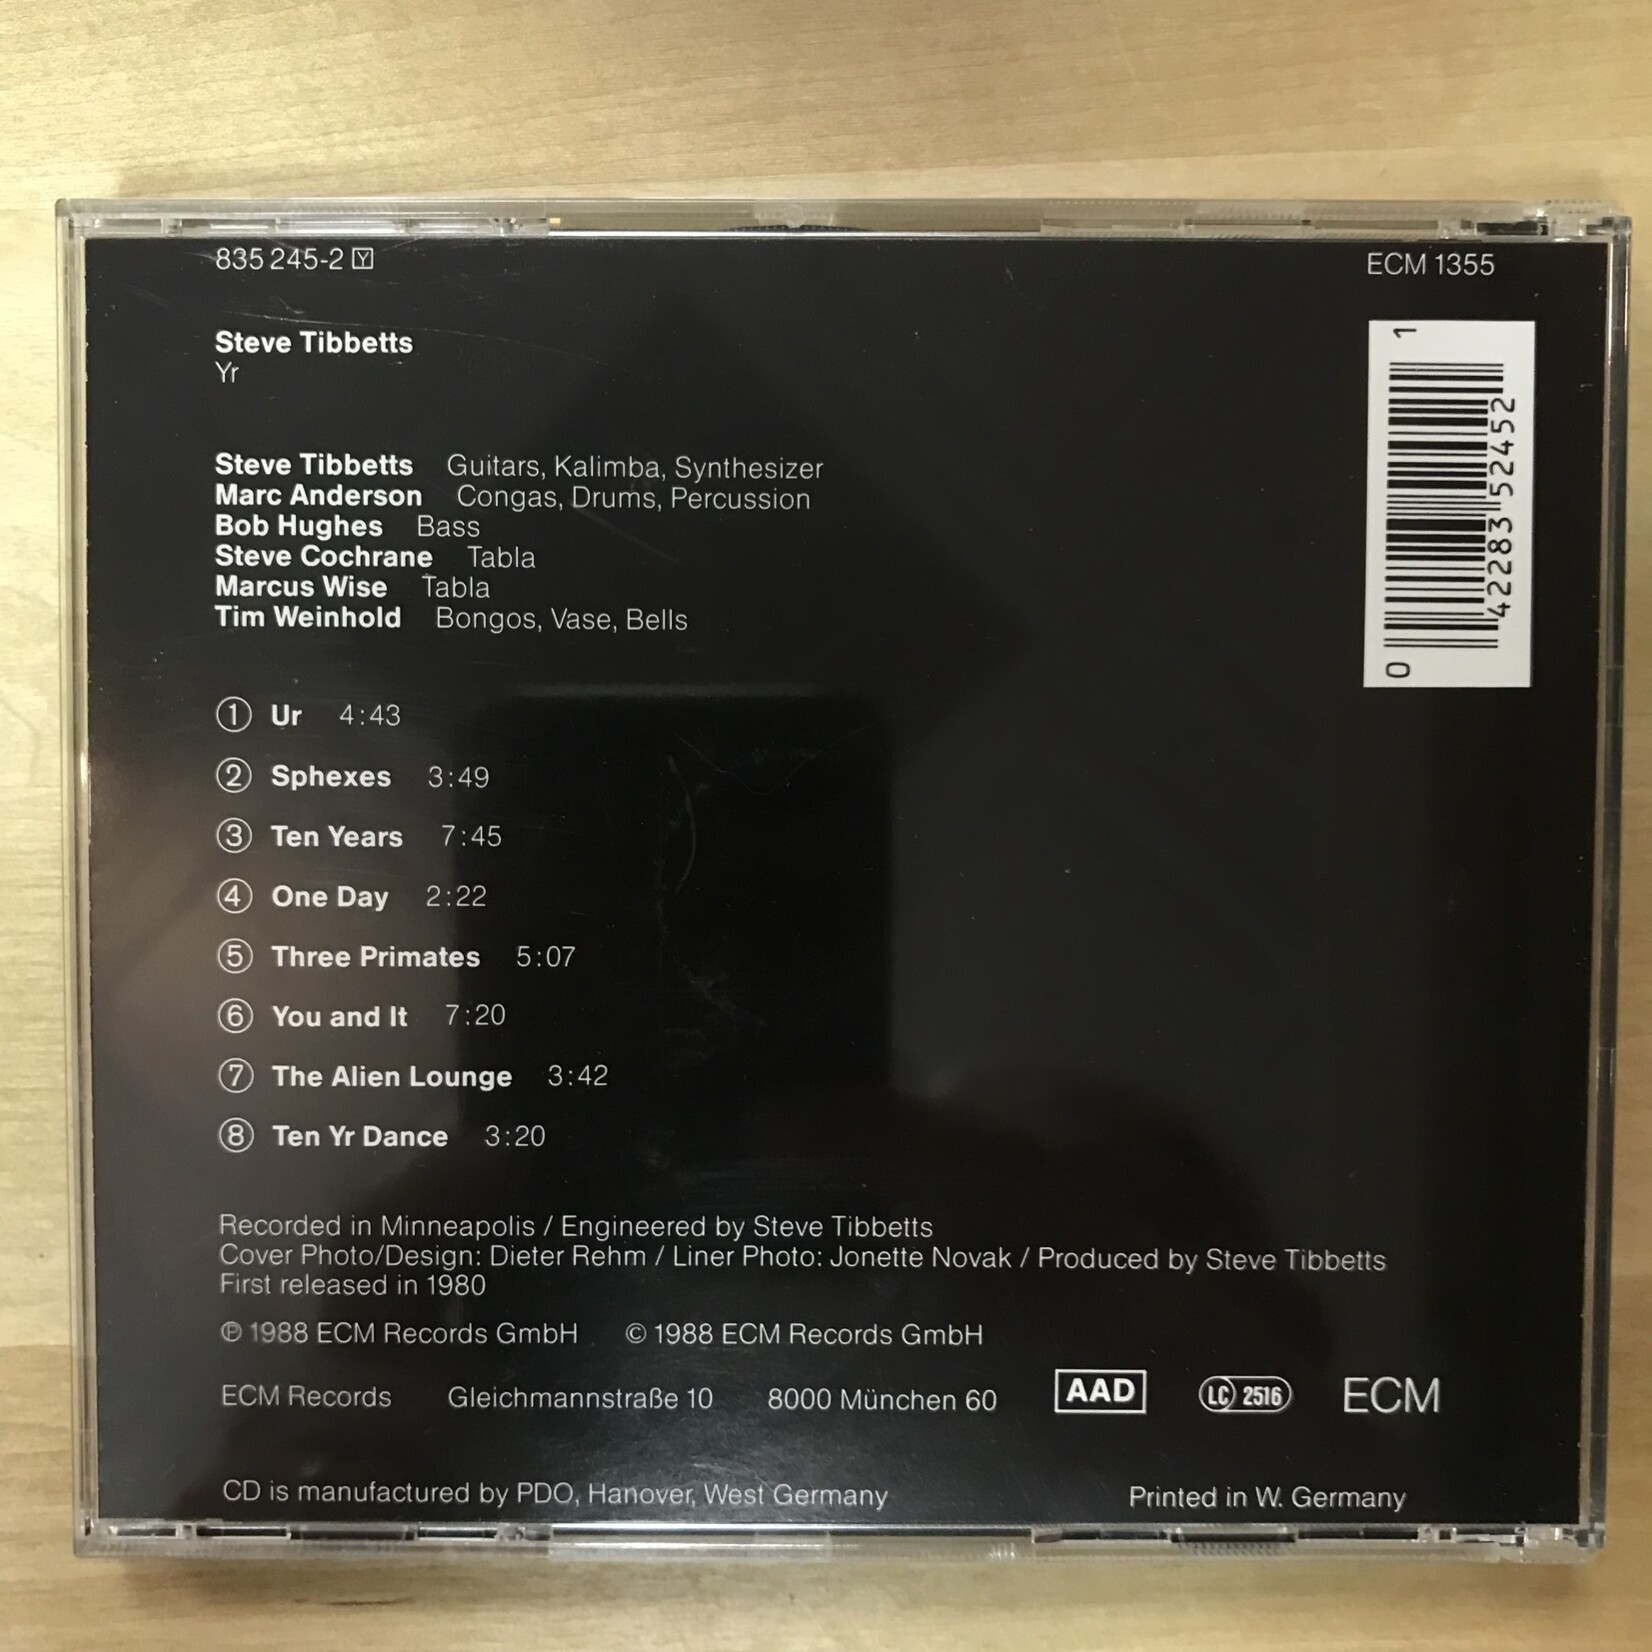 835 245-2 Y
ECM 1355
Steve Tibbetts
Yr
Steve Tibbetts Guitars, Kalimba, Synthesizer
Marc Anderson Congas, Drums, Percussion
Bob Hughes Bass
Steve Cochrane Tabla
Marcus Wise Tabla
Tim Weinhold Bongos, Vase, Bells
0 42283 52452 1
① Ur 4:43
② Sphexes 3:49
③ Ten Years 7:45
④ One Day 2:22
⑤ Three Primates 5:07
⑥ You and It 7:20
⑦ The Alien Lounge 3:42
⑧ Ten Yr Dance 3:20
Recorded in Minneapolis / Engineered by Steve Tibbetts
Cover Photo/Design: Dieter Rehm / Liner Photo: Jonette Novak / Produced by Steve Tibbetts
First released in 1980
℗ 1988 ECM Records GmbH © 1988 ECM Records GmbH
ECM Records Gleichmannstraße 10 8000 München 60 AAD LC 2516 ECM
CD is manufactured by PDO, Hanover, West Germany Printed in W. Germany